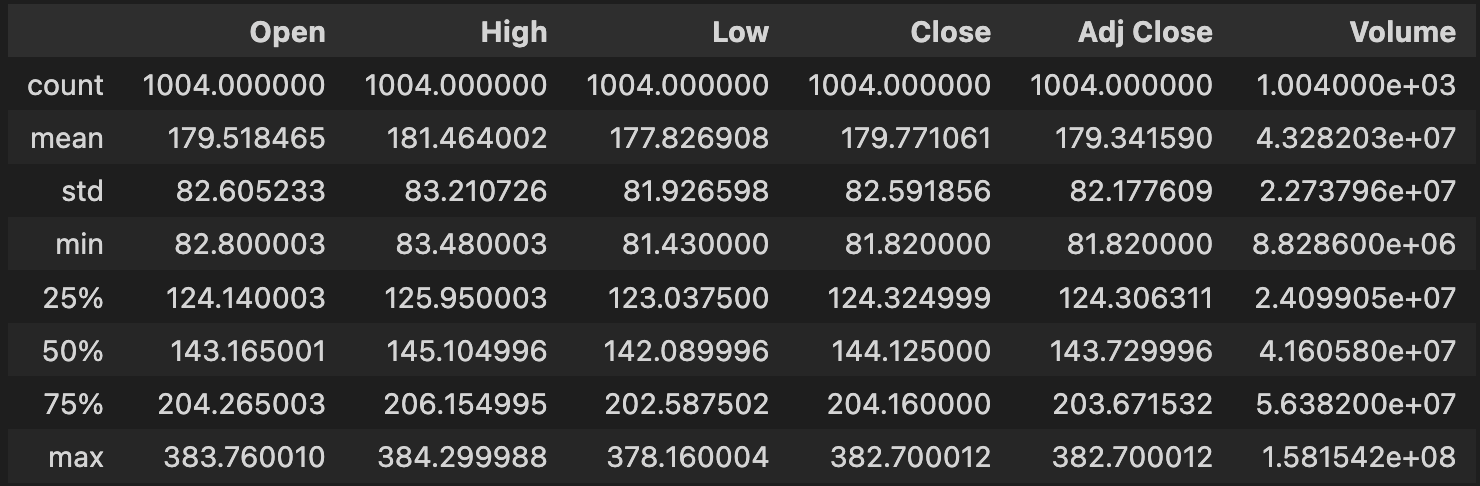 Open High Low Close Adj Close Volume
count 1004.000000 1004.000000 1004.000000 1004.000000 1004.000000 1.004000e+03
mean 179.518465 181.464002 177.826908 179.771061 179.341590 4.328203e+07
std 82.605233 83.210726 81.926598 82.591856 82.177609 2.273796e+07
min 82.800003 83.480003 81.430000 81.820000 81.820000 8.828600e+06
25% 124.140003 125.950003 123.037500 124.324999 124.306311 2.409905e+07
50% 143.165001 145.104996 142.089996 144.125000 143.729996 4.160580e+07
75% 204.265003 206.154995 202.587502 204.160000 203.671532 5.638200e+07
max 383.760010 384.299988 378.160004 382.700012 382.700012 1.581542e+08